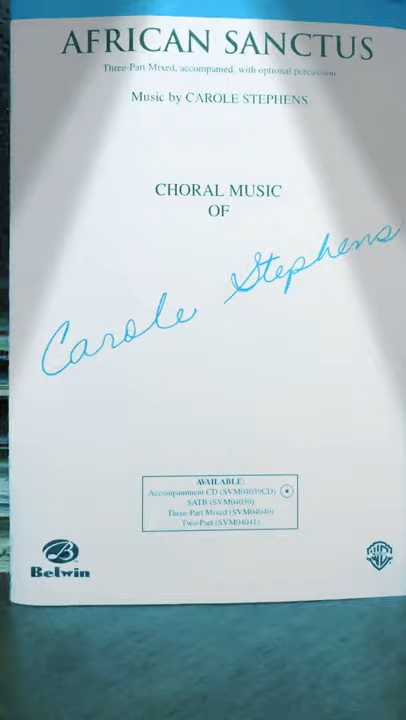 AFRICAN SANCTUS
Three-Part Mixed, accompanied, with optional percussion
Music by CAROLE STEPHENS
CHORAL MUSIC
OF
Carole Stephens
AVAILABLE:
Accompaniment CD (SVM04039CD)
SATB (SVM04039)
Three-Part Mixed (SVM04040)
Two-Part (SVM04041)
B
Belwin
WB